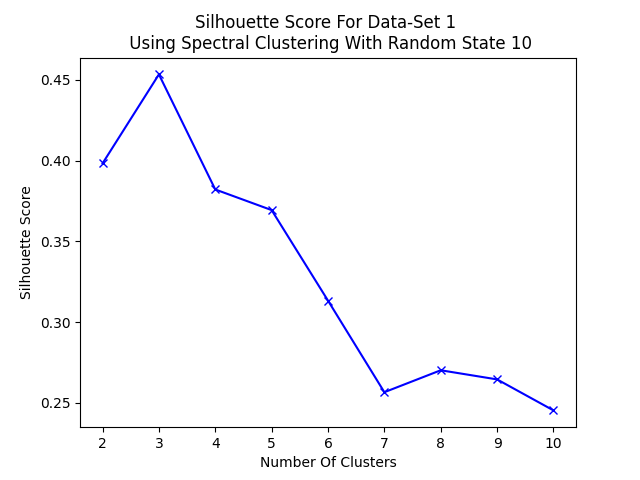 Silhouette Score For Data-Set 1
Using Spectral Clustering With Random State 10
Silhouette Score
0.45
0.40
0.35
0.30
0.25
2 3 4 5 6 7 8 9 10
Number Of Clusters